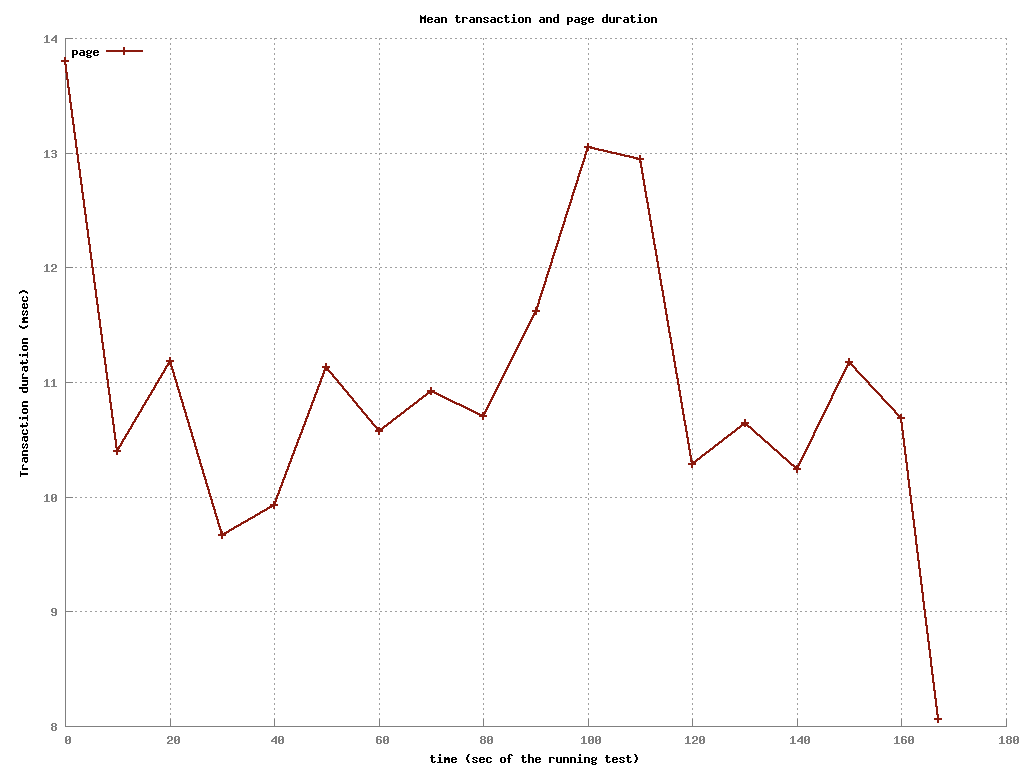 Mean transaction and page duration
page
14
13
12
11
10
9
8
Transaction duration (msec)
0 20 40 60 80 100 120 140 160 180
time (sec of the running test)